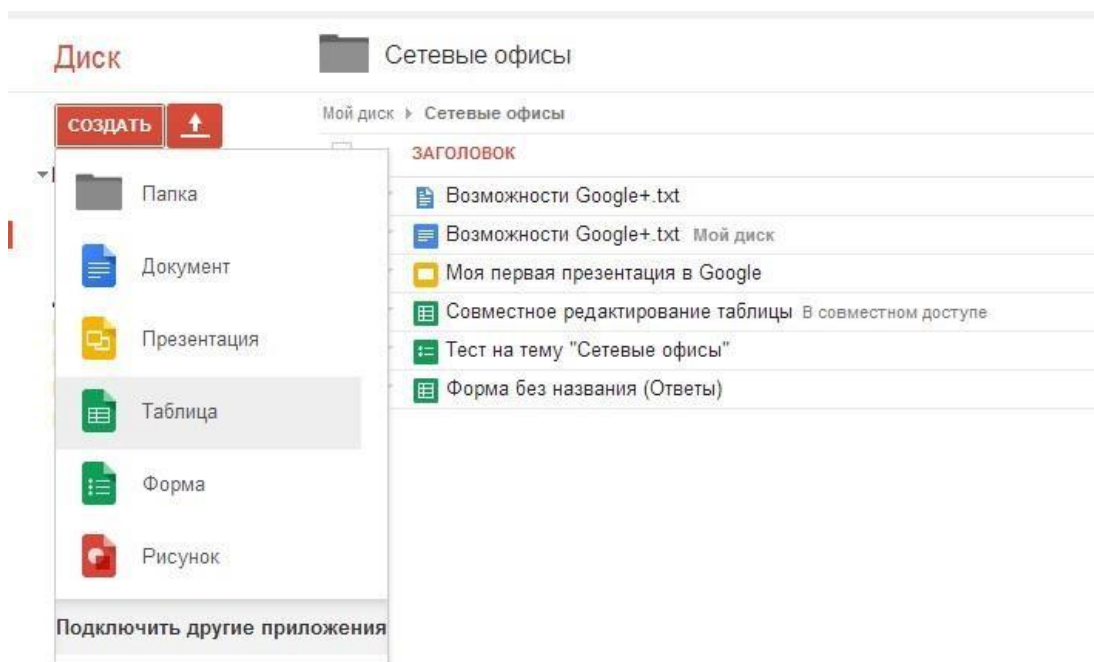 Диск
Сетевые офисы
СОЗДАТЬ
Мой диск Сетевые офисы
ЗАГОЛОВОК
Папка
Документ
Презентация
Таблица
Форма
Рисунок
Подключить другие приложения
Возможности Google+.txt
Возможности Google+.txt Мой диск
Моя первая презентация в Google
Совместное редактирование таблицы В совместном доступе
Тест на тему "Сетевые офисы"
Форма без названия (Ответы)